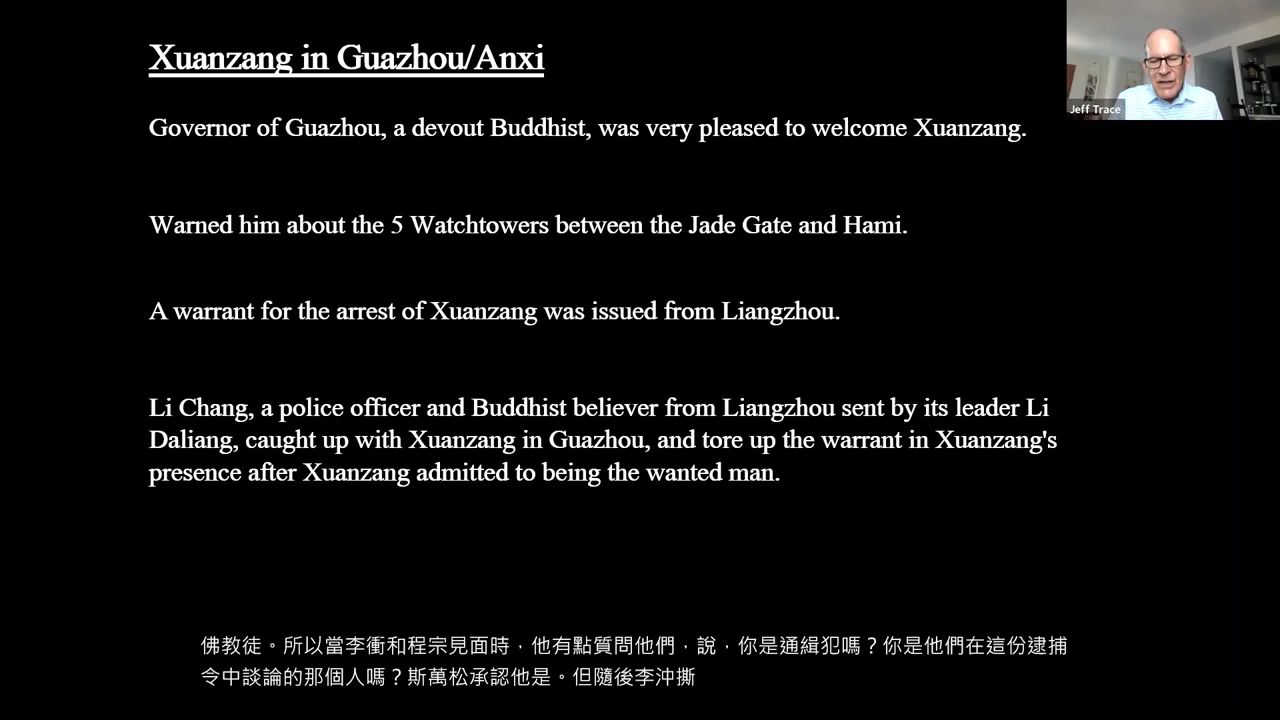 Xuanzang in Guazhou/Anxi
Jeff Trace
Governor of Guazhou, a devout Buddhist, was very pleased to welcome Xuanzang.
Warned him about the 5 Watchtowers between the Jade Gate and Hami.
A warrant for the arrest of Xuanzang was issued from Liangzhou.
Li Chang, a police officer and Buddhist believer from Liangzhou sent by its leader Li
Daliang, caught up with Xuanzang in Guazhou, and tore up the warrant in Xuanzang's
presence after Xuanzang admitted to being the wanted man.
佛教徒。所以當李衝和程宗見面時，他有點質問他們，說，你是通緝犯嗎？你是他們在這份逮捕
令中談論的那個人嗎？斯萬松承認他是。但隨後李沖撕